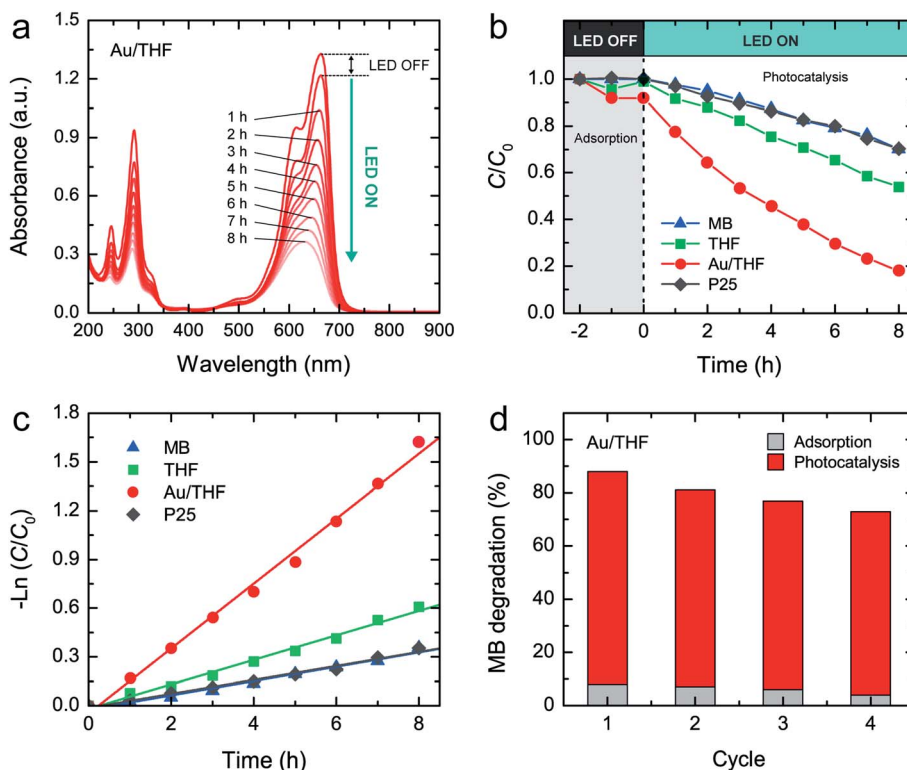 a
Au/THF
LED OFF
1 h
2 h
3 h
4 h
5 h
6 h
7 h
8 h
LED ON
Absorbance (a.u.)
1.5
1.2
0.9
0.6
0.3
0.0
200 300 400 500 600 700 800 900
Wavelength (nm)
b
LED OFF LED ON
Photocatalysis
Adsorption
C/C0
1.0
0.8
0.6
0.4
0.2
0.0
MB
THF
Au/THF
P25
-2 0 2 4 6 8
Time (h)
c
MB
THF
Au/THF
P25
-Ln (C/C0)
1.8
1.5
1.2
0.9
0.6
0.3
0.0
0 1 2 3 4 5 6 7 8
Time (h)
d
Au/THF
Adsorption
Photocatalysis
MB degradation (%)
100
80
60
40
20
0
1 2 3 4
Cycle